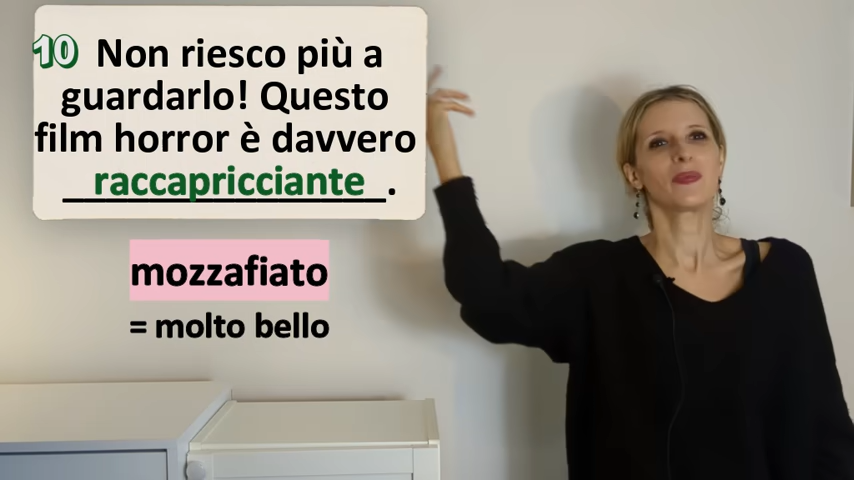 10 Non riesco più a
guardarlo! Questo
film horror è davvero
raccapricciante.
mozzafiato
= molto bello